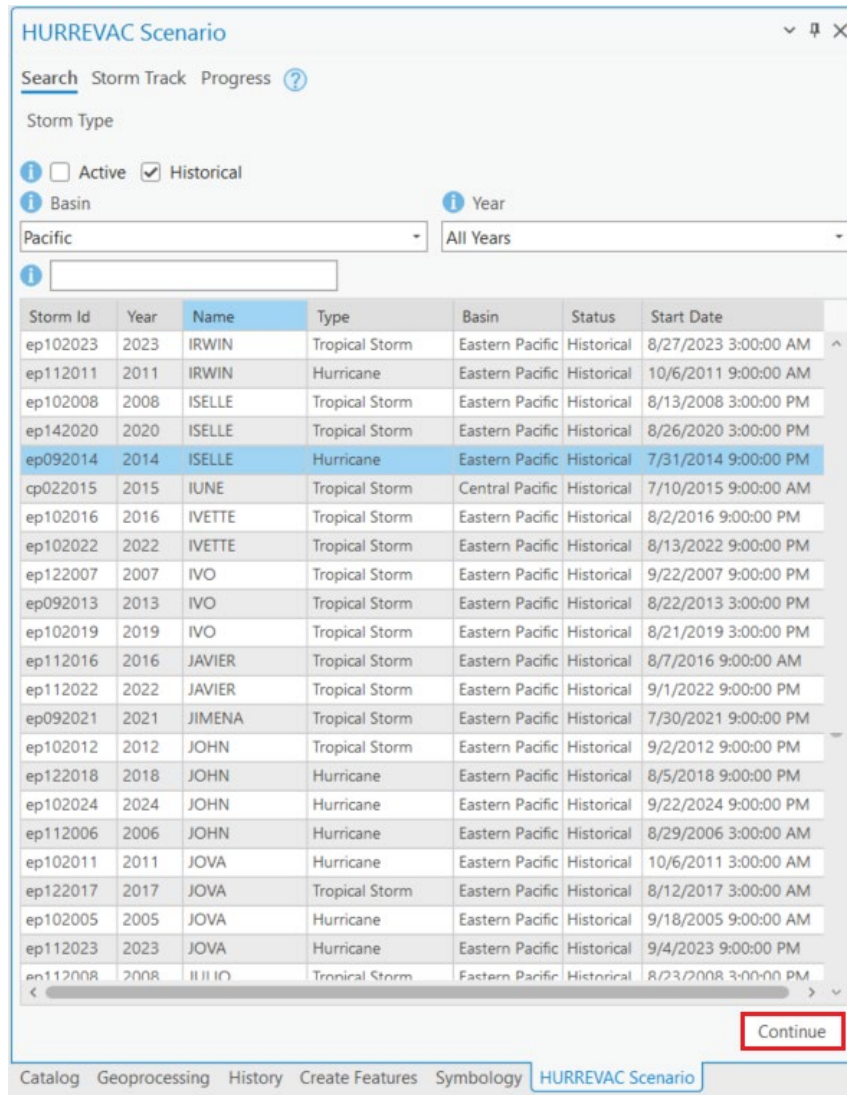 HURREVAC Scenario
Search Storm Track Progress ?
Storm Type
i Active Historical
i Basin i Year
Pacific All Years
i
Storm Id Year Name Type Basin Status Start Date
ep102023 2023 IRWIN Tropical Storm Eastern Pacific Historical 8/27/2023 3:00:00 AM
ep112011 2011 IRWIN Hurricane Eastern Pacific Historical 10/6/2011 9:00:00 AM
ep102008 2008 ISELLE Tropical Storm Eastern Pacific Historical 8/13/2008 3:00:00 PM
ep142020 2020 ISELLE Tropical Storm Eastern Pacific Historical 8/26/2020 3:00:00 PM
ep092014 2014 ISELLE Hurricane Eastern Pacific Historical 7/31/2014 9:00:00 PM
cp022015 2015 IUNE Tropical Storm Central Pacific Historical 7/10/2015 9:00:00 AM
ep102016 2016 IVETTE Tropical Storm Eastern Pacific Historical 8/2/2016 9:00:00 PM
ep102022 2022 IVETTE Tropical Storm Eastern Pacific Historical 8/13/2022 9:00:00 PM
ep122007 2007 IVO Tropical Storm Eastern Pacific Historical 9/22/2007 9:00:00 PM
ep092013 2013 IVO Tropical Storm Eastern Pacific Historical 8/22/2013 3:00:00 PM
ep102019 2019 IVO Tropical Storm Eastern Pacific Historical 8/21/2019 3:00:00 PM
ep112016 2016 JAVIER Tropical Storm Eastern Pacific Historical 8/7/2016 9:00:00 AM
ep112022 2022 JAVIER Tropical Storm Eastern Pacific Historical 9/1/2022 9:00:00 PM
ep092021 2021 JIMENA Tropical Storm Eastern Pacific Historical 7/30/2021 9:00:00 PM
ep102012 2012 JOHN Tropical Storm Eastern Pacific Historical 9/2/2012 9:00:00 PM
ep122018 2018 JOHN Hurricane Eastern Pacific Historical 8/5/2018 9:00:00 PM
ep102024 2024 JOHN Hurricane Eastern Pacific Historical 9/22/2024 9:00:00 PM
ep112006 2006 JOHN Hurricane Eastern Pacific Historical 8/29/2006 3:00:00 AM
ep102011 2011 JOVA Hurricane Eastern Pacific Historical 10/6/2011 3:00:00 AM
ep122017 2017 JOVA Tropical Storm Eastern Pacific Historical 8/12/2017 3:00:00 AM
ep102005 2005 JOVA Hurricane Eastern Pacific Historical 9/18/2005 9:00:00 AM
ep112023 2023 JOVA Hurricane Eastern Pacific Historical 9/4/2023 9:00:00 PM
ep112008 2008 JULIO Tropical Storm Eastern Pacific Historical 8/23/2008 3:00:00 PM
Continue
Catalog Geoprocessing History Create Features Symbology HURREVAC Scenario